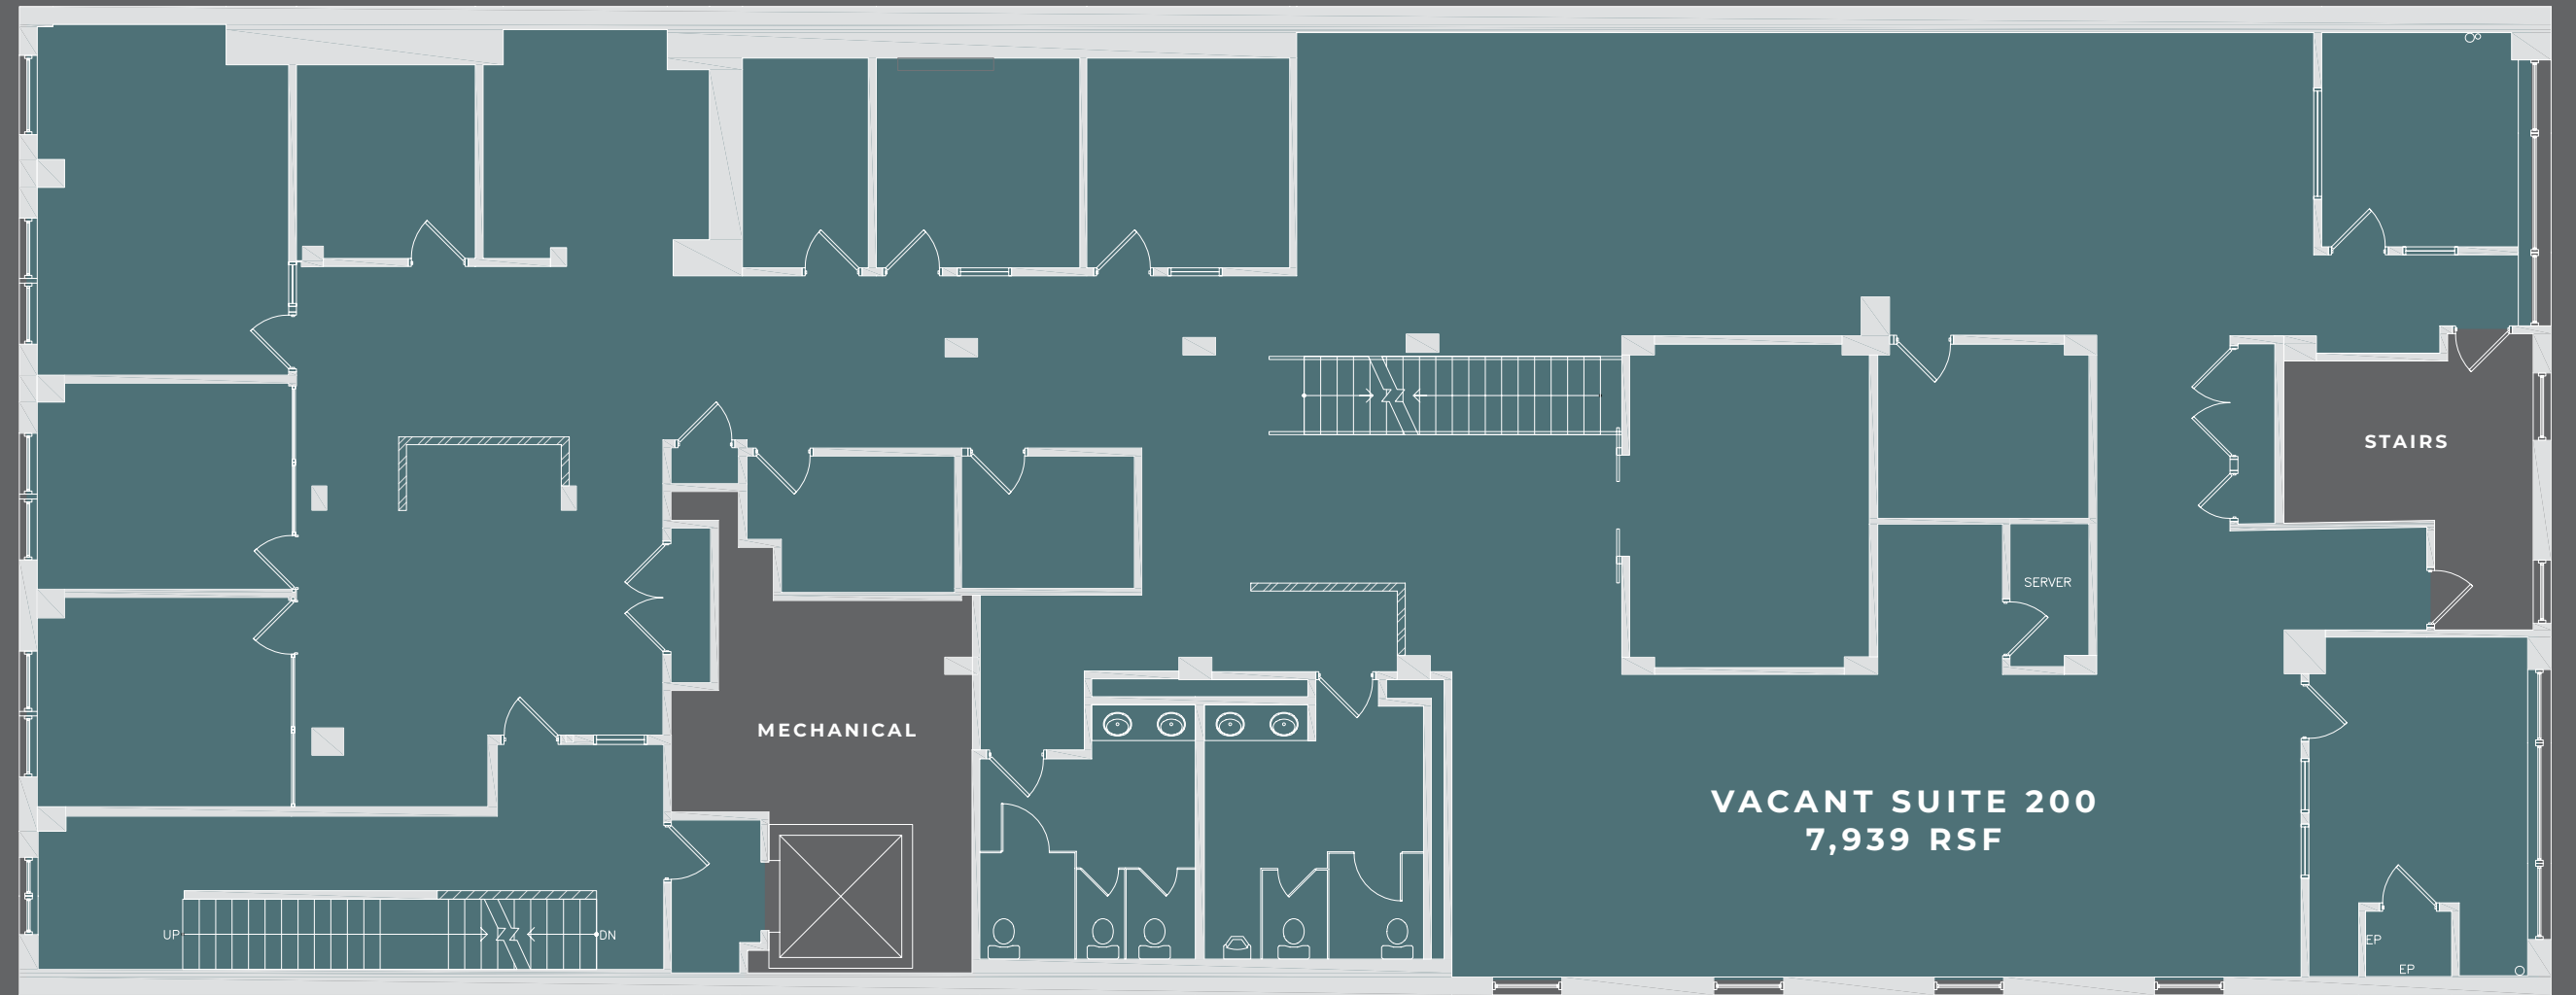 STAIRS
SERVER
MECHANICAL
VACANT SUITE 200
7,939 RSF
UP
DN
EP
EP